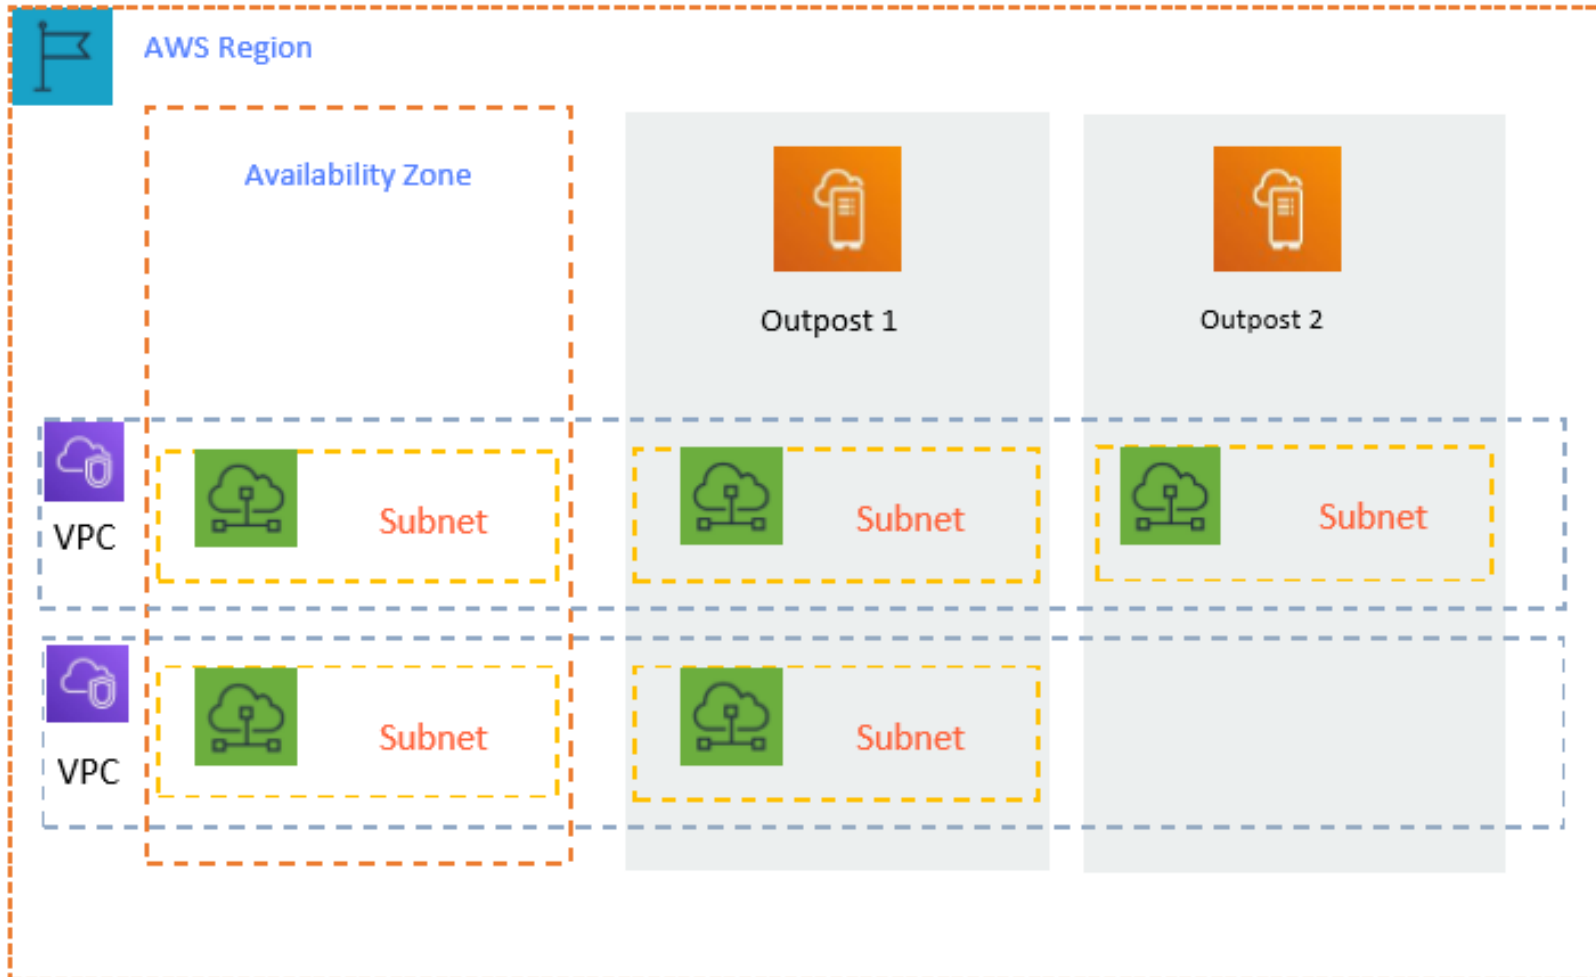 AWS Region
Availability Zone
Outpost 1
Outpost 2
VPC
Subnet
Subnet
Subnet
VPC
Subnet
Subnet